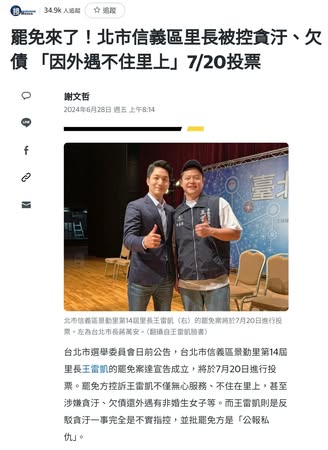 34.9k 人追蹤 ☆ 追蹤
罷免來了！北市信義區里長被控貪汙、欠
債 「因外遇不住里上」7/20投票
謝文哲
2024年6月28日 週五 上午8:14
臺北
北市信義區景勤里第14屆里長王雷凱（右）的罷免案將於7月20日進行投
票。左為台北市長蔣萬安。（翻攝自王雷凱臉書）
台北市選舉委員會日前公告，台北市信義區景勤里第14屆
里長王雷凱的罷免案達宣告成立，將於7月20日進行投
票。罷免方控訴王雷凱不僅無心服務、不住在里上，甚至
涉嫌貪汙、欠債還外遇有非婚生女子等。而王雷凱則是反
駁貪汙一事完全是不實指控，並批罷免方是「公報私
仇」。